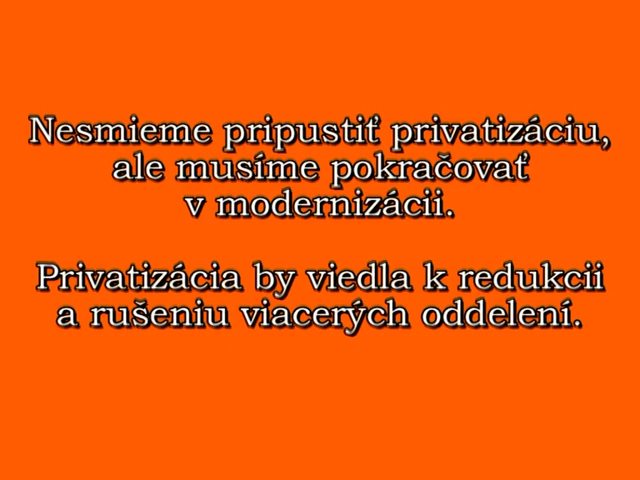 Nesmieme pripustiť privatizáciu,
ale musíme pokračovať
v modernizácii.
Privatizácia by viedla k redukcii
a rušeniu viacerých oddelení.